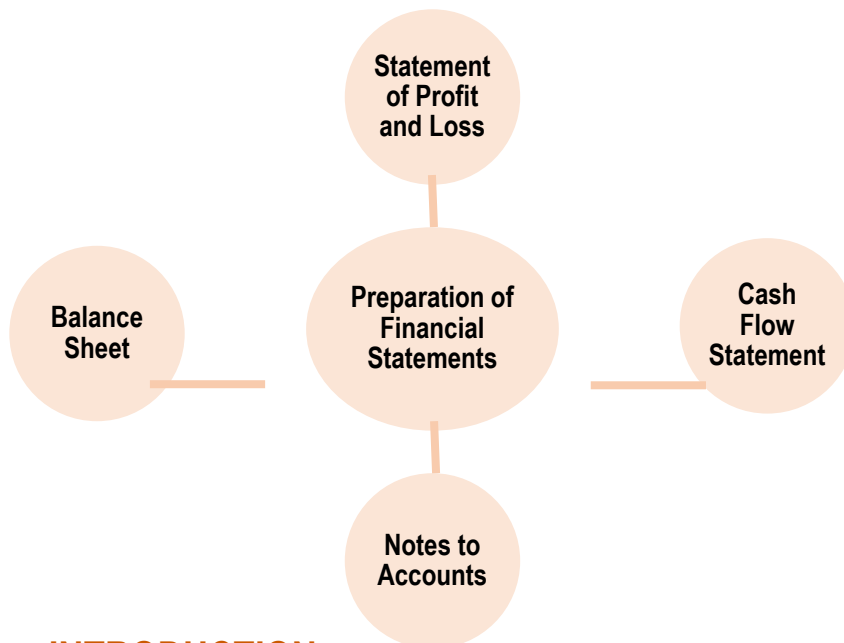 Statement
of Profit
and Loss
Balance
Sheet
Preparation of
Financial
Statements
Cash
Flow
Statement
Notes to
Accounts